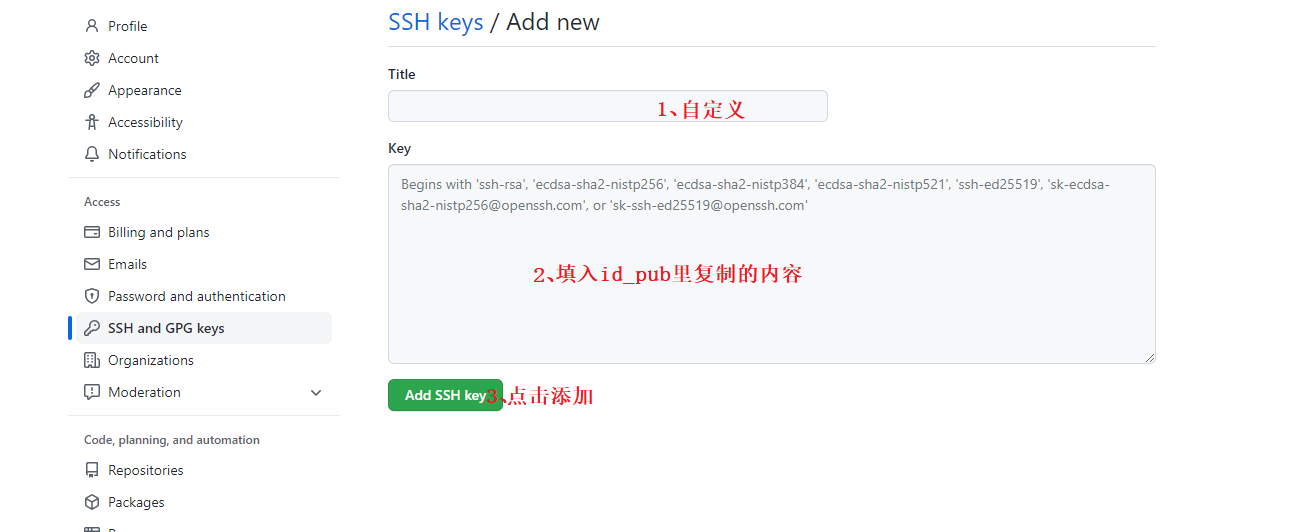 Profile
Account
Appearance
Accessibility
Notifications
Access
Billing and plans
Emails
Password and authentication
SSH and GPG keys
Organizations
Moderation
Code, planning, and automation
Repositories
Packages
SSH keys / Add new
Title
1、自定义
Key
Begins with 'ssh-rsa', 'ecdsa-sha2-nistp256', 'ecdsa-sha2-nistp384', 'ecdsa-sha2-nistp521', 'ssh-ed25519', 'sk-ecdsa-
sha2-nistp256@openssh.com', or 'sk-ssh-ed25519@openssh.com'
2、填入id_pub里复制的内容
Add SSH key
3、点击添加